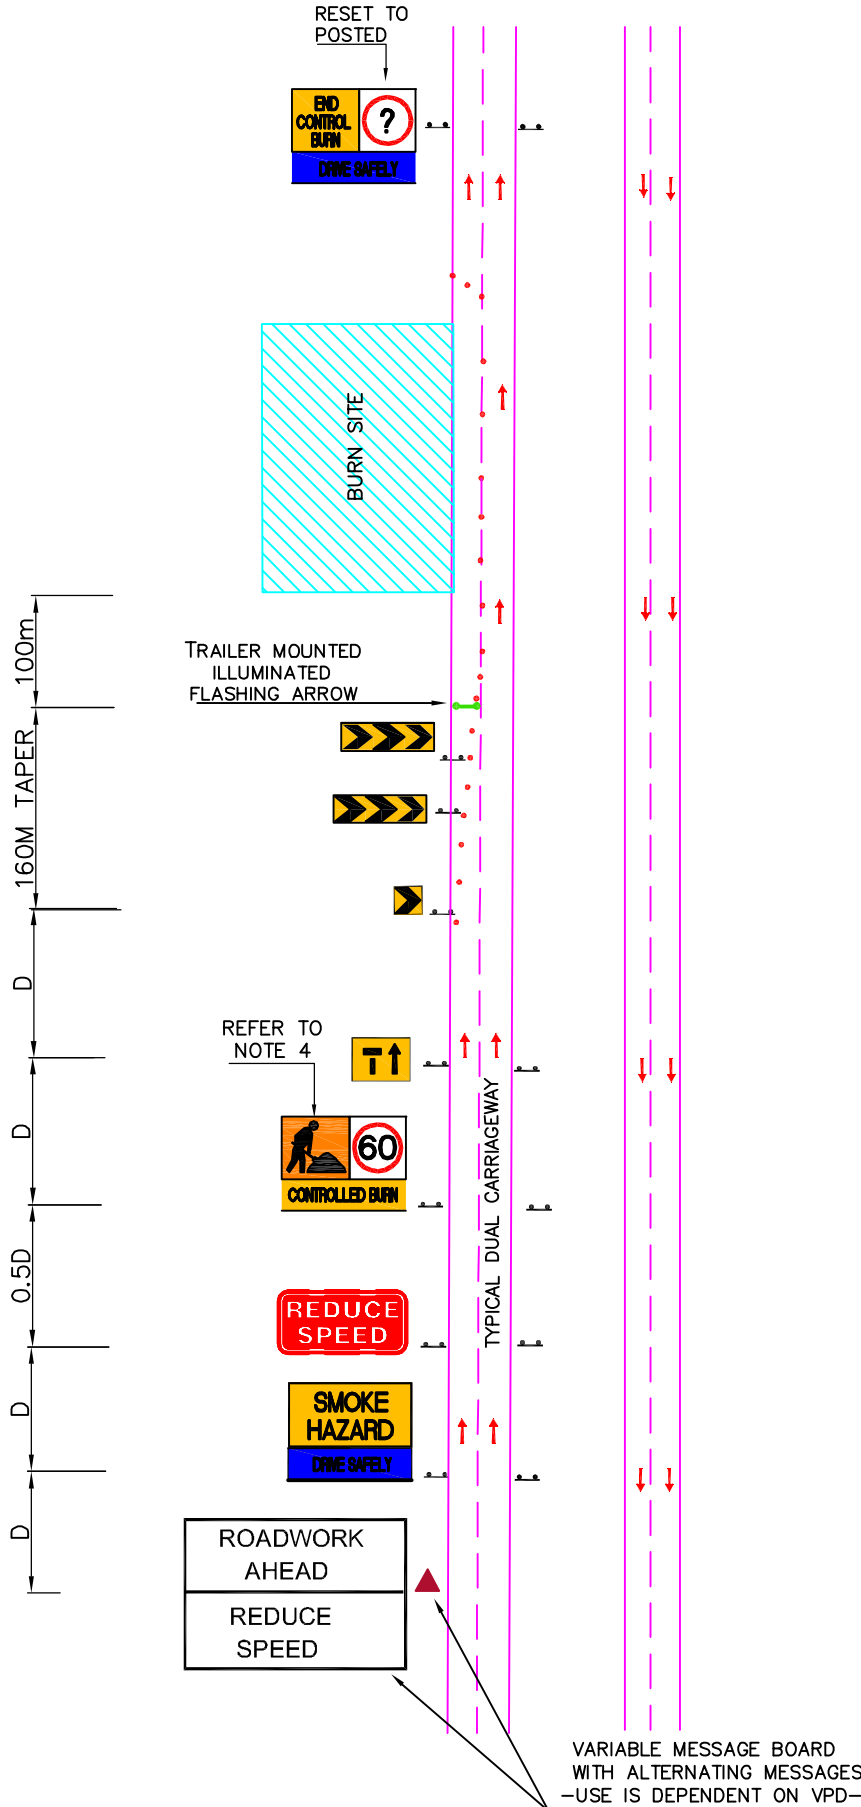 RESET TO
POSTED
END
CONTROL
BURN
?
DRIVE SAFELY
BURN SITE
100m
TRAILER MOUNTED
ILLUMINATED
FLASHING ARROW
160M TAPER
D
REFER TO
NOTE 4
D
60
CONTROLLED BURN
TYPICAL DUAL CARRIAGEWAY
0.5D
REDUCE
SPEED
D
SMOKE
HAZARD
DRIVE SAFELY
D
ROADWORK
AHEAD
REDUCE
SPEED
VARIABLE MESSAGE BOARD
WITH ALTERNATING MESSAGES
-USE IS DEPENDENT ON VPD-